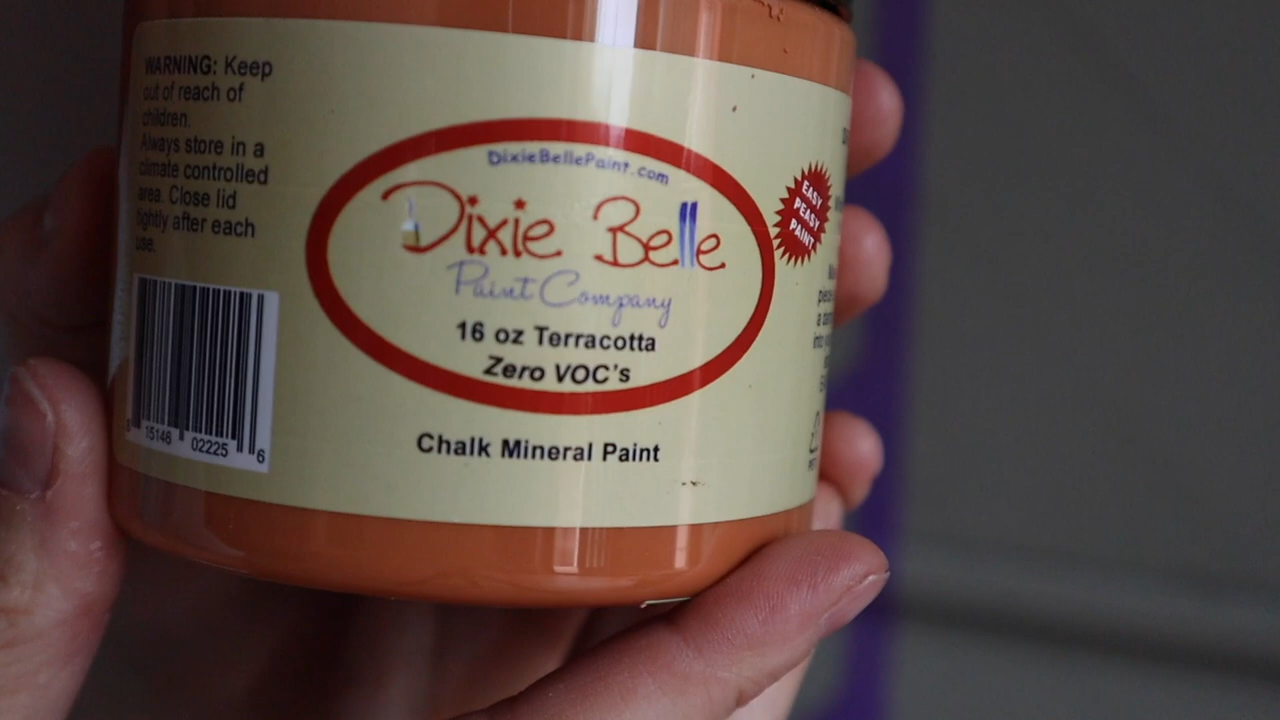 WARNING: Keep
out of reach of
children.
Always store in a
climate controlled
area. Close lid
tightly after each
use.
15146 02225 6
DixieBellePaint.com
Dixie Belle
Paint Company
16 oz Terracotta
Zero VOC's
Chalk Mineral Paint
EASY
PEASY
PAINT